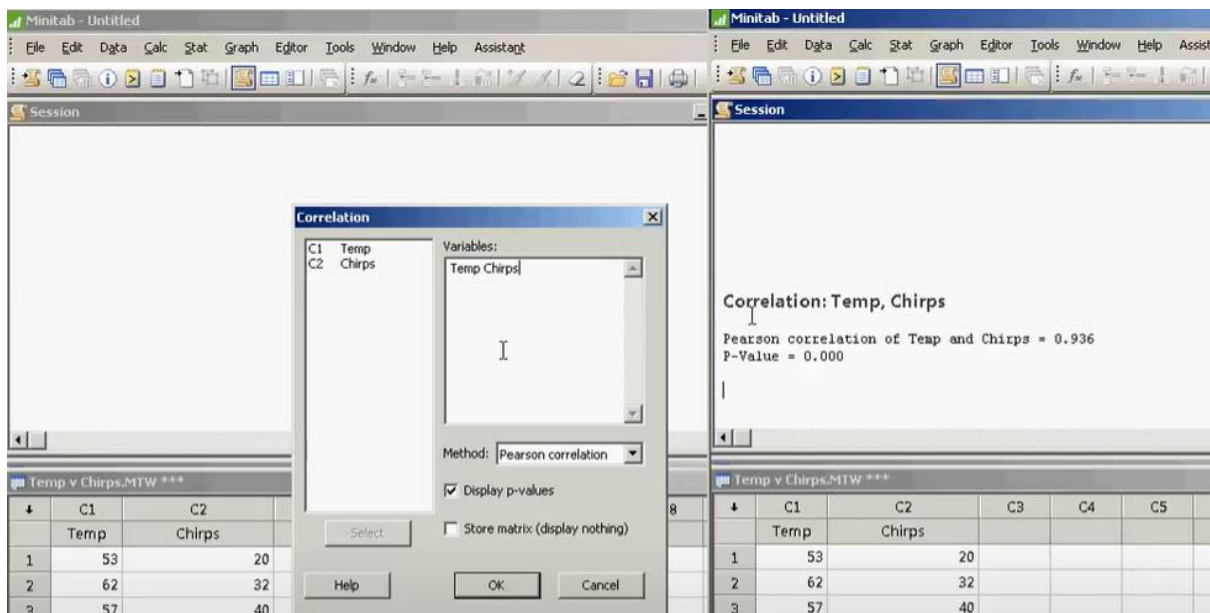 Minitab - Untitled
File Edit Data Calc Stat Graph Editor Tools Window Help Assistant
Session
Correlation
C1 Temp
C2 Chirps
Variables:
Temp Chirps
Method: Pearson correlation
Display p-values
Store matrix (display nothing)
Select
Help OK Cancel
Temp v Chirps.MTW ***
C1 C2 8
Temp Chirps
1 53 20
2 62 32
3 57 40
Minitab - Untitled
File Edit Data Calc Stat Graph Editor Tools Window Help Assist
Session
Correlation: Temp, Chirps
Pearson correlation of Temp and Chirps = 0.936
P-Value = 0.000
Temp v Chirps.MTW ***
C1 C2 C3 C4 C5
Temp Chirps
1 53 20
2 62 32
3 57 40